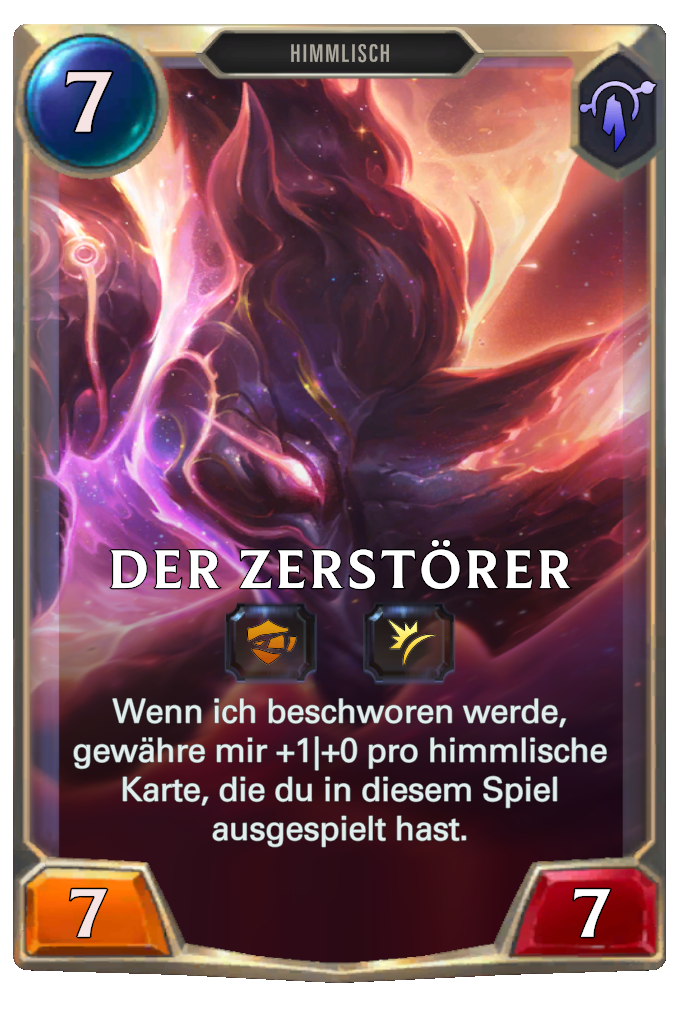 HIMMLISCH
7
DER ZERSTÖRER
Wenn ich beschworen werde,
gewähre mir +1|+0 pro himmlische
Karte, die du in diesem Spiel
ausgespielt hast.
7
7